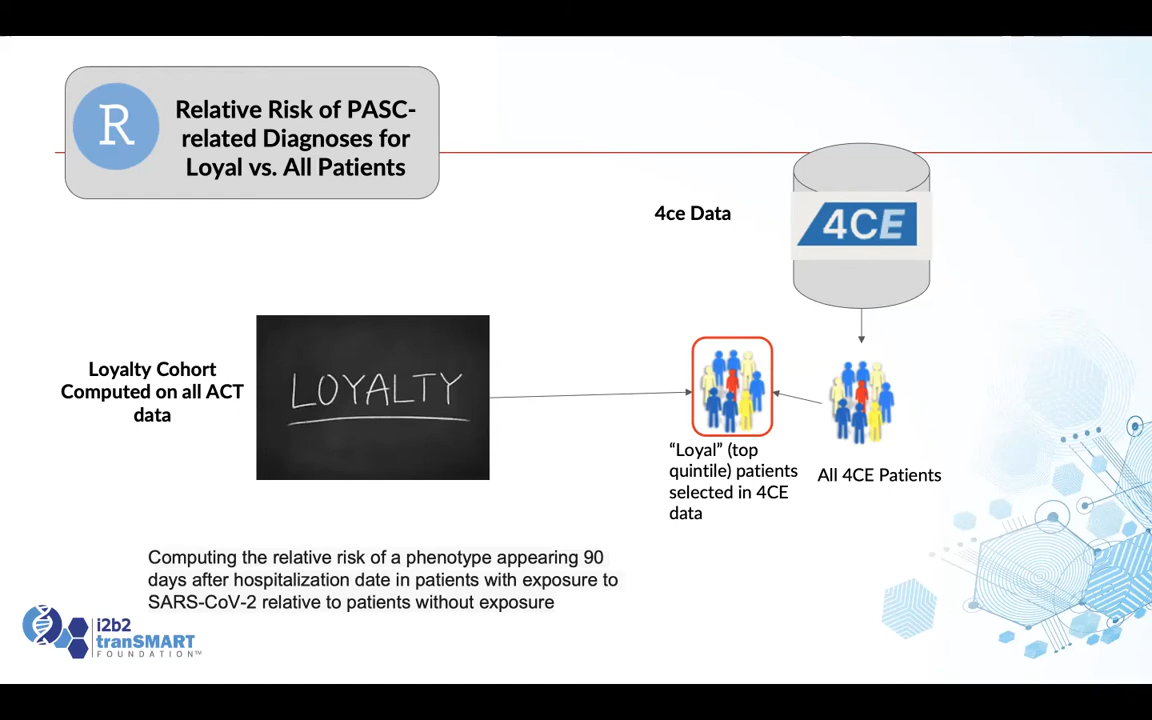 R
Relative Risk of PASC-
related Diagnoses for
Loyal vs. All Patients
4ce Data
4CE
Loyalty Cohort
Computed on all ACT
data
LOYALTY
“Loyal” (top
quintile) patients
selected in 4CE
data
All 4CE Patients
Computing the relative risk of a phenotype appearing 90
days after hospitalization date in patients with exposure to
SARS-CoV-2 relative to patients without exposure
i2b2
tranSMART
FOUNDATION™